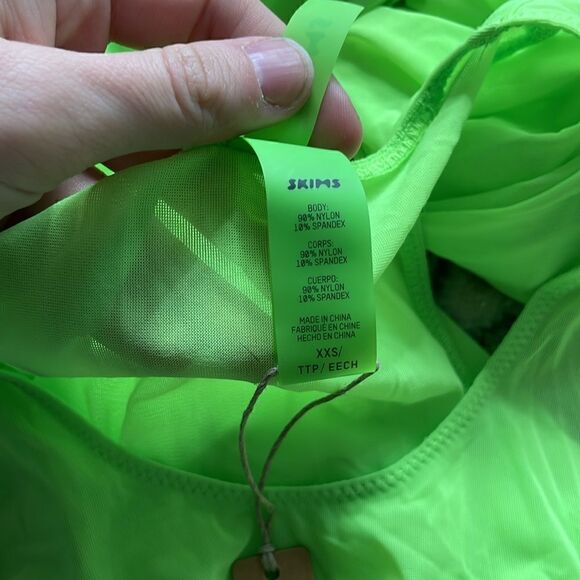 SKIMS
BODY:
90% NYLON
10% SPANDEX
CORPS:
90% NYLON
10% SPANDEX
CUERPO:
90% NYLON
10% SPANDEX
MADE IN CHINA
FABRIQUÉ EN CHINE
HECHO EN CHINA
XXS/
TTP/ EECH